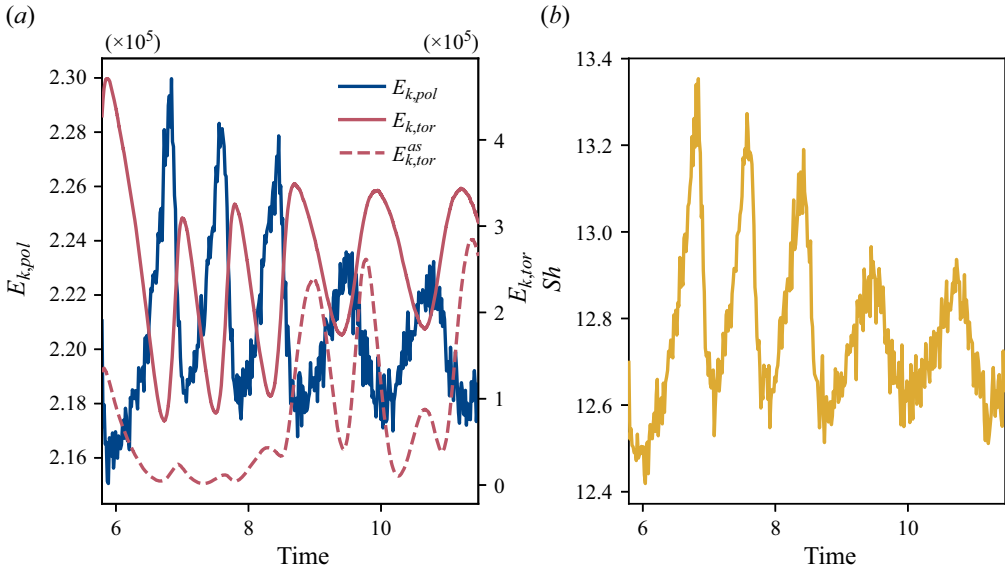 (a)
(×10⁵)
(×10⁵)
2.30
2.28
2.26
2.24
2.22
2.20
2.18
2.16
E_{k,pol}
E_{k,pol}
E_{k,tor}
E^{as}_{k,tor}
4
3
2
1
0
E_{k,tor}
6
8
10
Time
(b)
13.4
13.2
13.0
12.8
12.6
12.4
Sh
6
8
10
Time